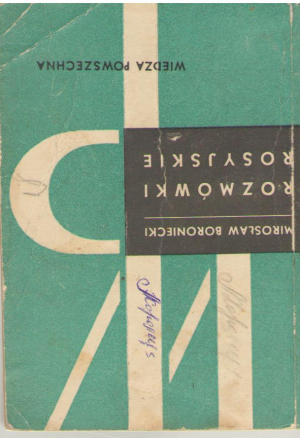 MIROSŁAW BORONIECKI
ROZMÓWKI
ROSYJSKIE
WIEDZA POWSZECHNA